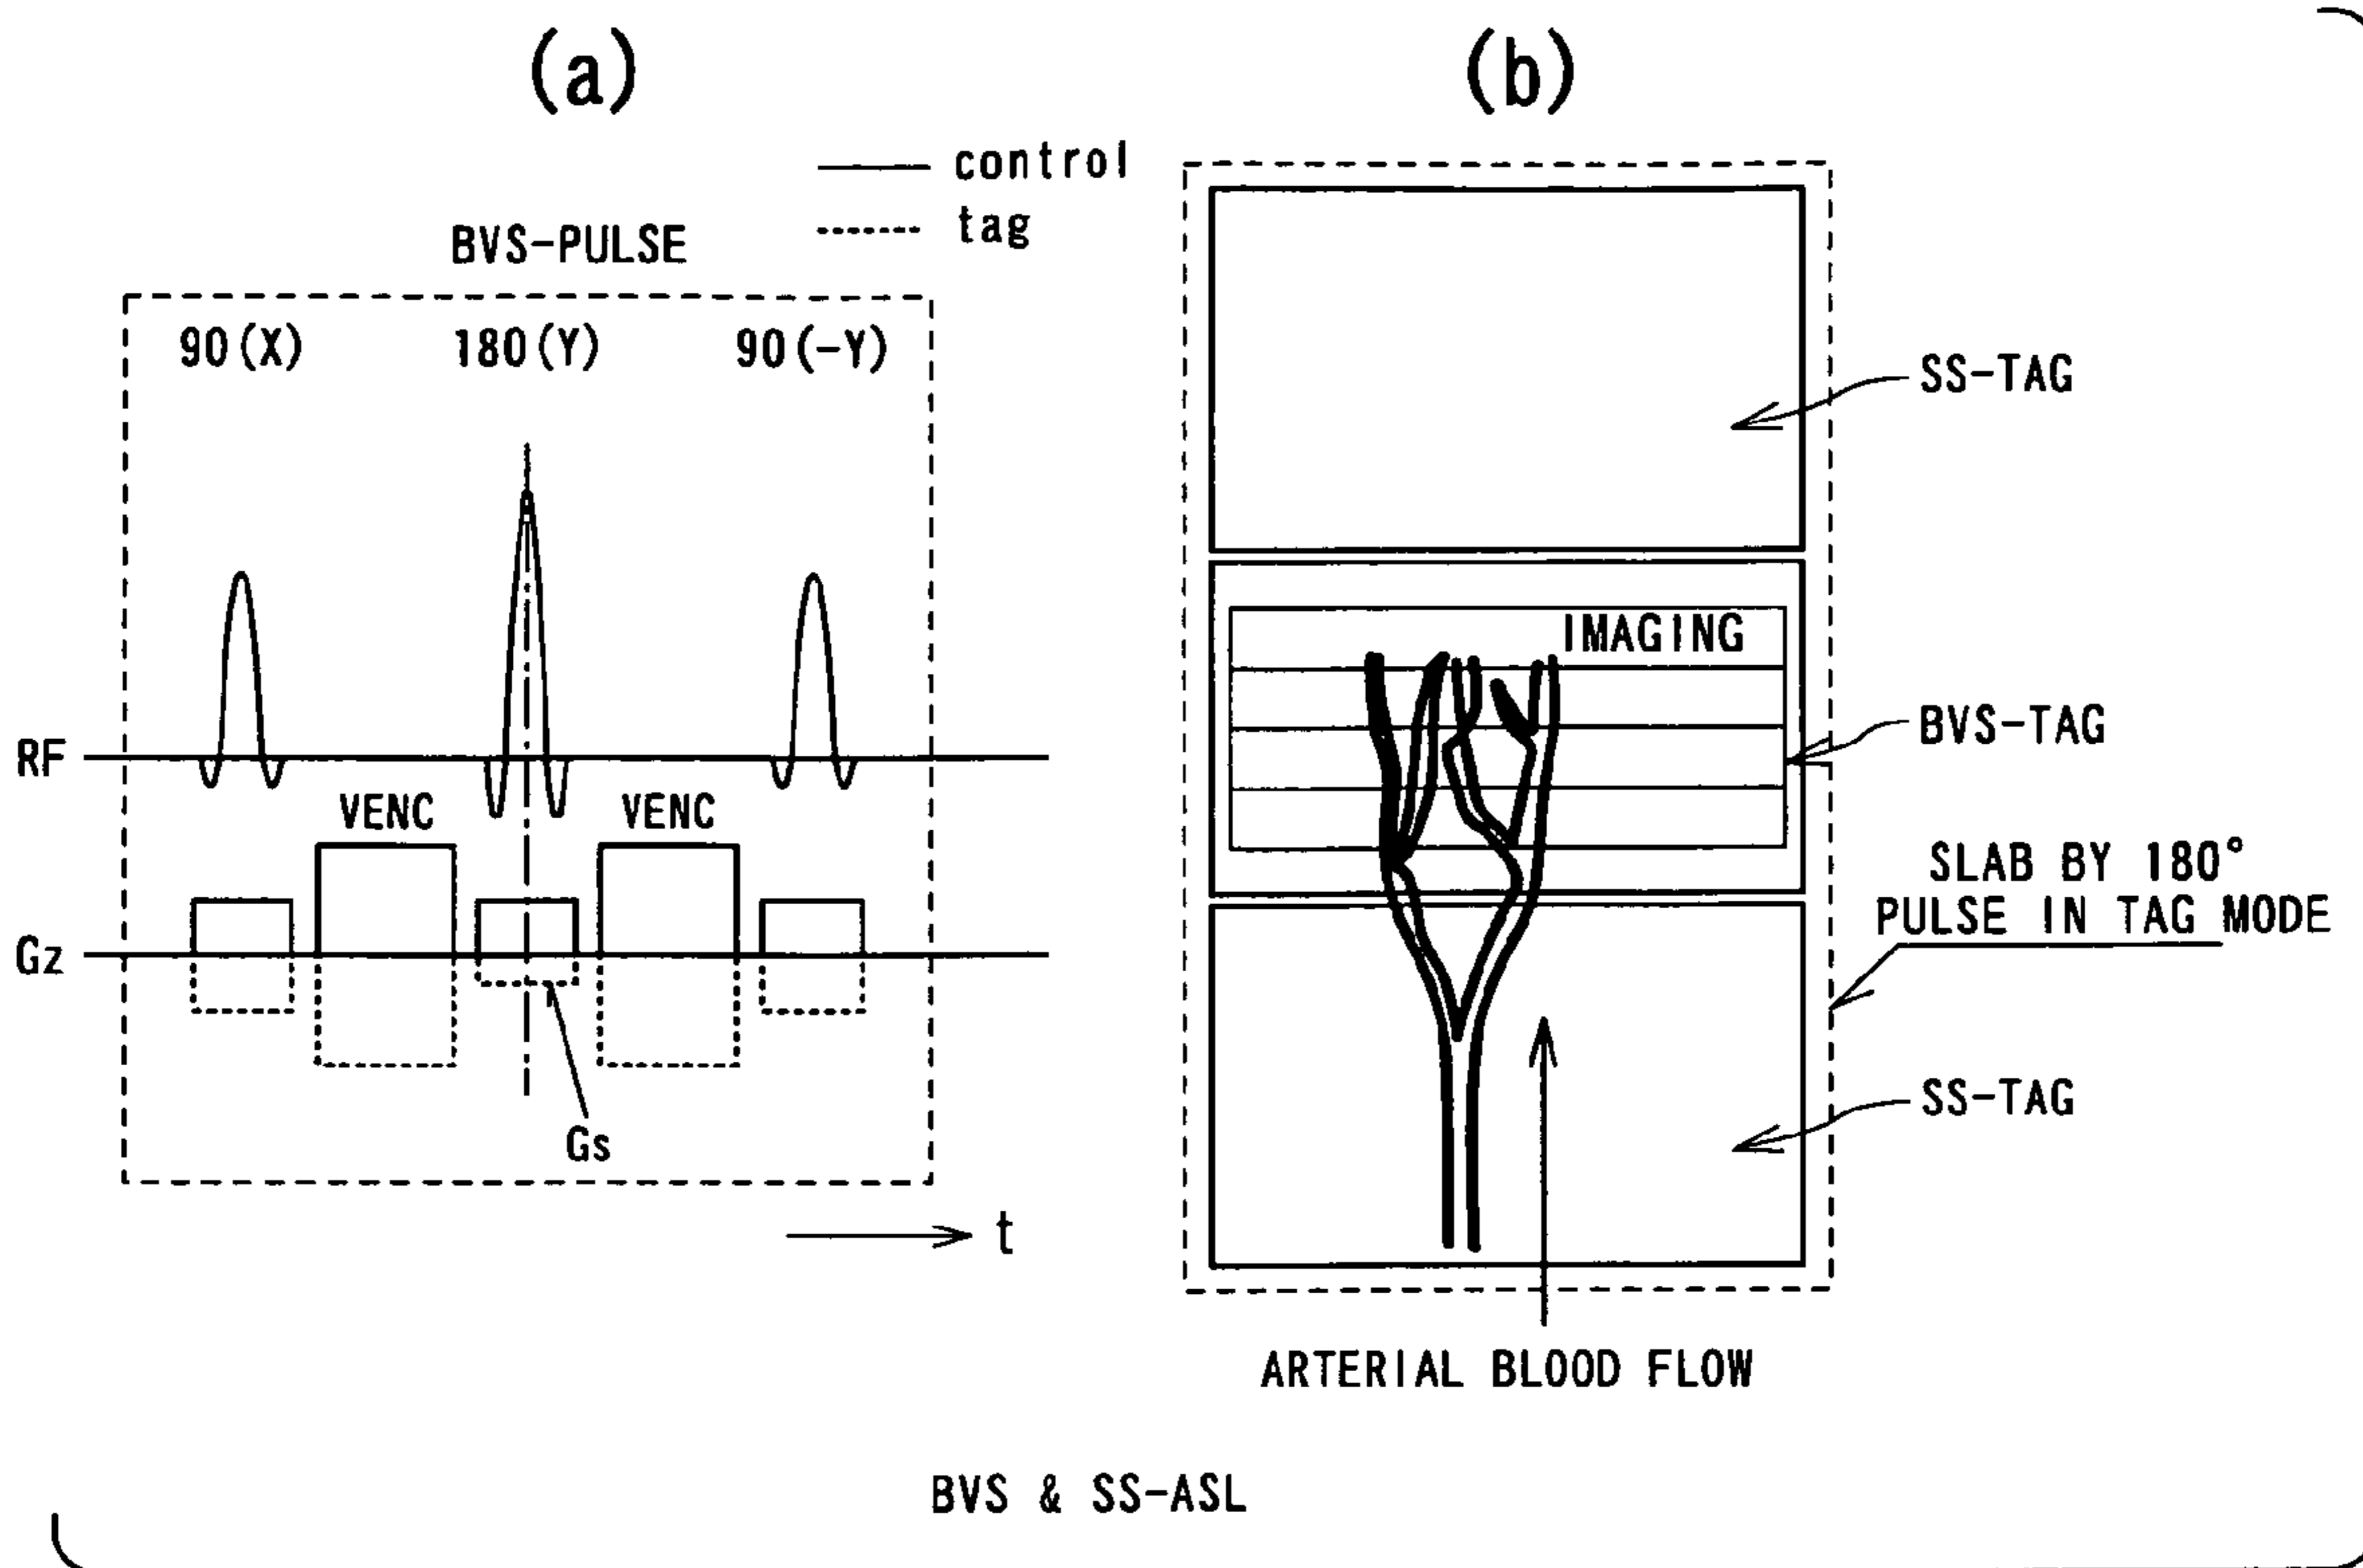 (a)
(b)
control
tag
BVS-PULSE
90(X)
180(Y)
90(-Y)
RF
VENC
VENC
Gz
Gs
t
SS-TAG
IMAGING
BVS-TAG
SLAB BY 180°
PULSE IN TAG MODE
SS-TAG
ARTERIAL BLOOD FLOW
BVS & SS-ASL